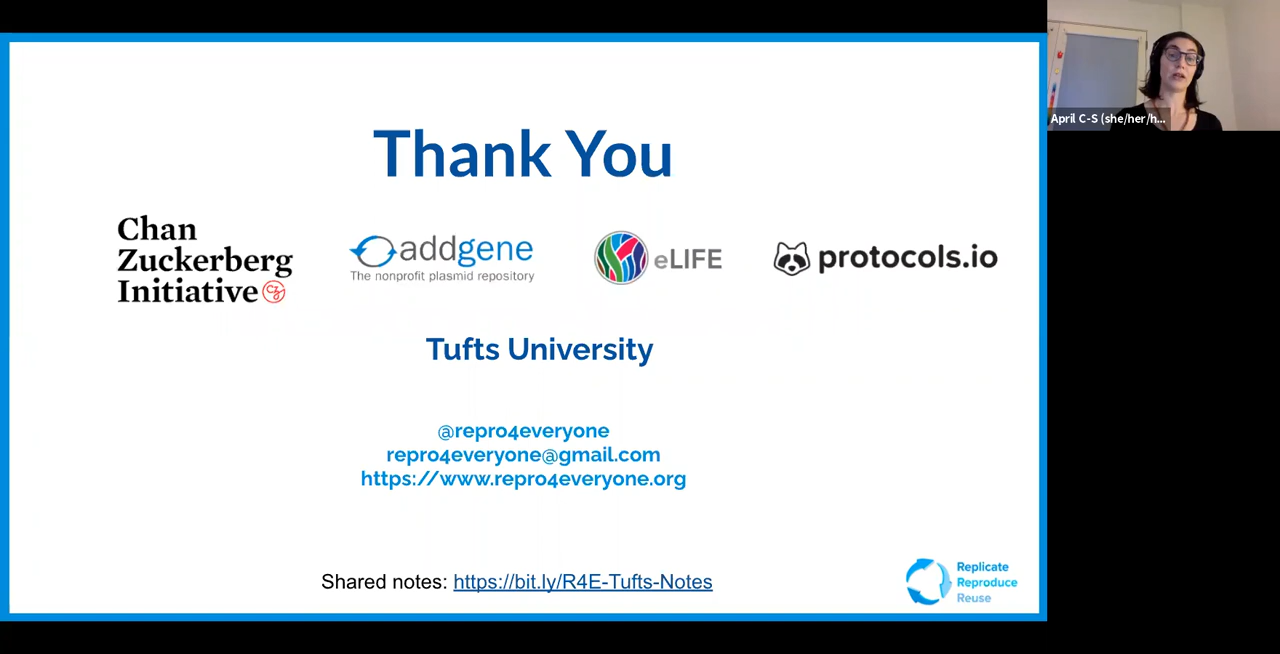 Thank You
Chan
Zuckerberg
Initiative
addgene
The nonprofit plasmid repository
eLIFE
protocols.io
Tufts University
@repro4everyone
repro4everyone@gmail.com
https://www.repro4everyone.org
Shared notes: https://bit.ly/R4E-Tufts-Notes
Replicate
Reproduce
Reuse
April C-S (she/her/h...